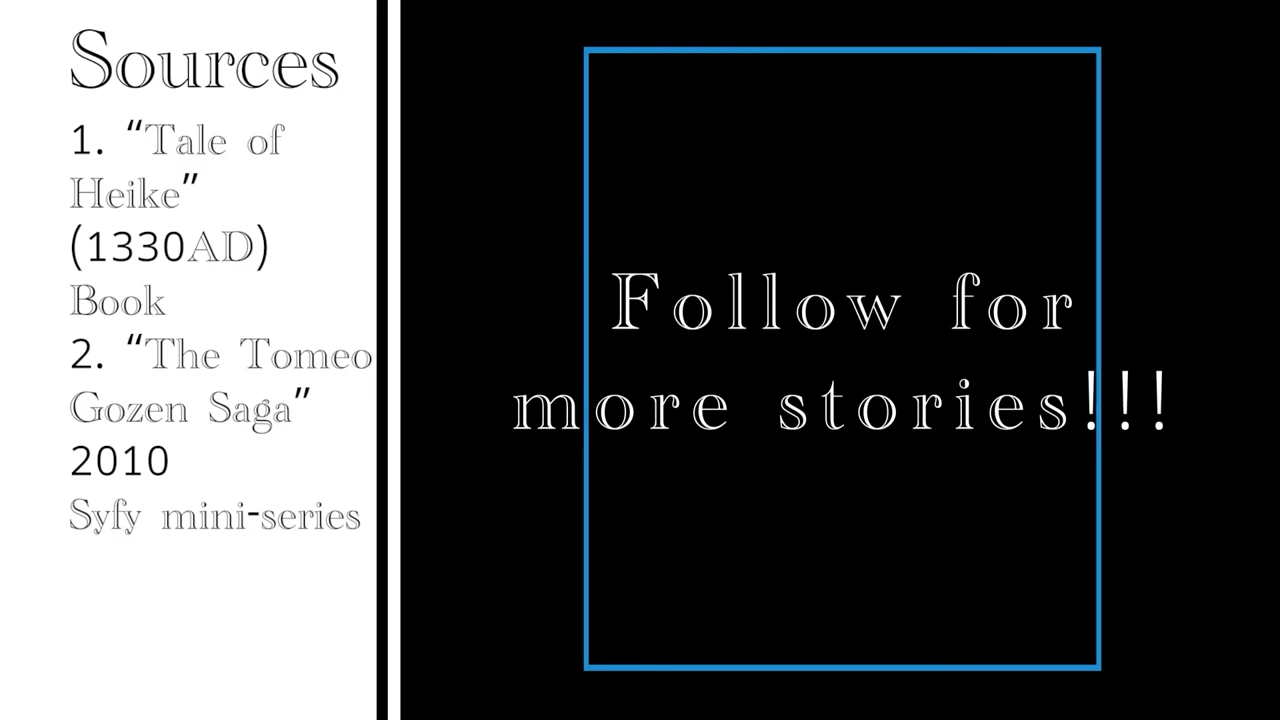 Sources
1. “Tale of
Heike”
(1330AD)
Book
2. “The Tomeo
Gozen Saga”
2010
Syfy mini-series
Follow for
more stories!!!